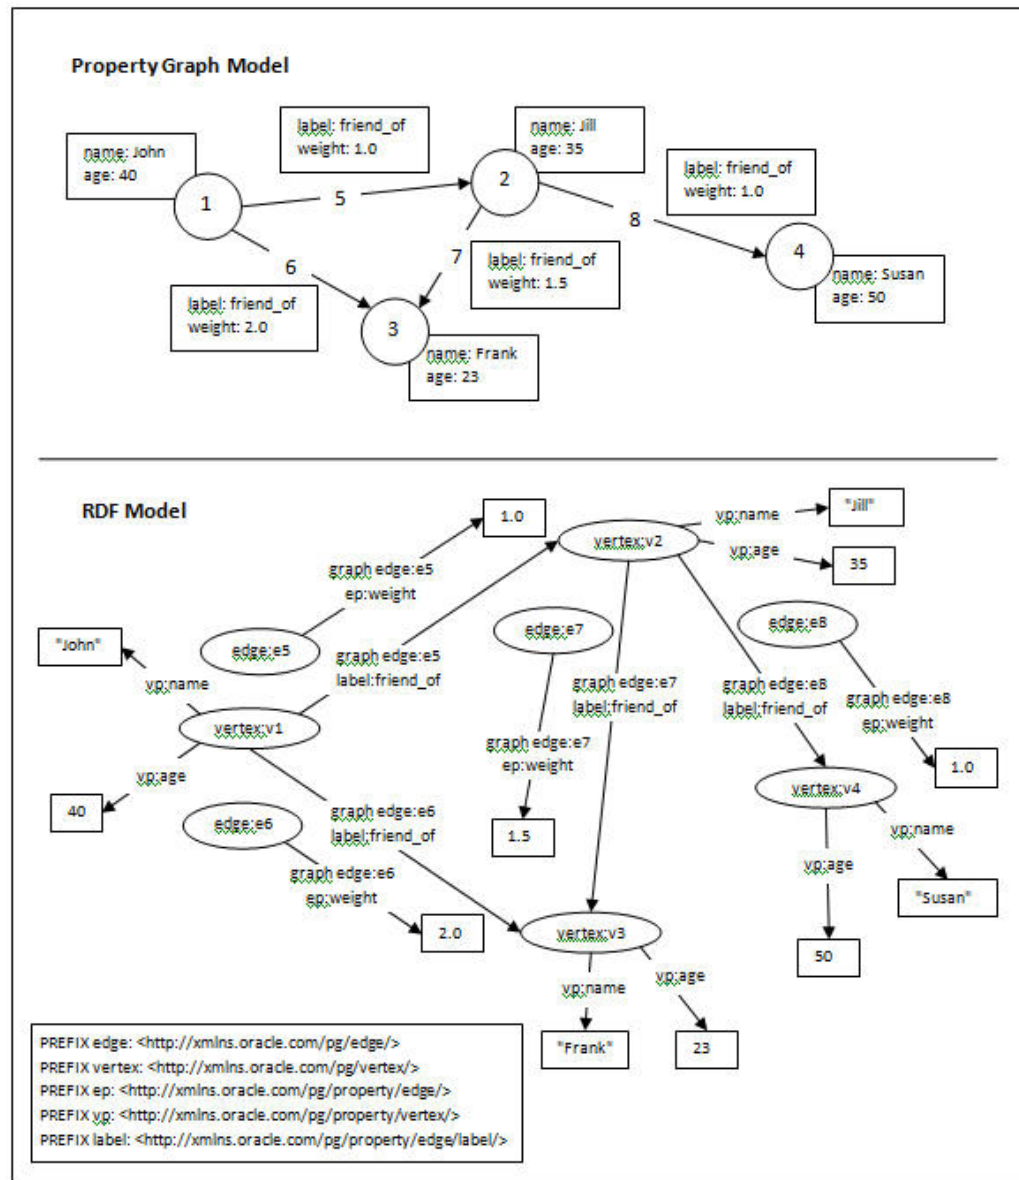 Property Graph Model
label: friend_of
weight: 1.0
name: Jill
age: 35
name: John
age: 40
label: friend_of
weight: 1.0
1
5
2
8
4
6
7
label: friend_of
weight: 1.5
name: Susan
age: 50
label: friend_of
weight: 2.0
3
name: Frank
age: 23
RDF Model
1.0
vp:name
"Jill"
vertex:v2
vp:age
35
graph edge:e5
ep:weight
edge:e7
edge:e8
"John"
edge:e5
graph edge:e5
label:friend_of
vp:name
graph edge:e7
label:friend_of
graph edge:e8
label:friend_of
graph edge:e8
ep:weight
vertex:v1
graph edge:e7
ep:weight
vp:age
1.0
vertex:v4
40
edge:e6
graph edge:e6
label:friend_of
1.5
vp:name
vp:age
graph edge:e6
ep:weight
"Susan"
2.0
vertex:v3
50
vp:name
vp:age
"Frank"
23
PREFIX edge: <http://xmlns.oracle.com/pg/edge/>
PREFIX vertex: <http://xmlns.oracle.com/pg/vertex/>
PREFIX ep: <http://xmlns.oracle.com/pg/property/edge/>
PREFIX vp: <http://xmlns.oracle.com/pg/property/vertex/>
PREFIX label: <http://xmlns.oracle.com/pg/property/edge/label/>